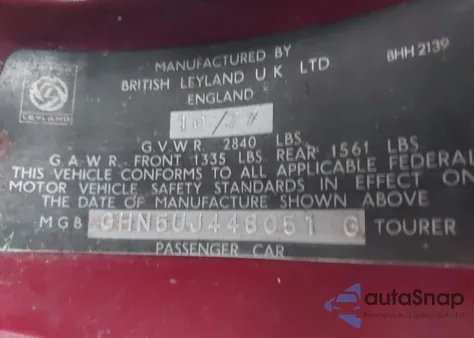 MANUFACTURED BY
BHH 2139
BRITISH LEYLAND U K LTD
ENGLAND
LEYLAND
10/77
G.V.W.R. 2840 LBS.
G.A.W.R. FRONT 1335 LBS. REAR 1561 LBS.
THIS VEHICLE CONFORMS TO ALL APPLICABLE FEDERAL
MOTOR VEHICLE SAFETY STANDARDS IN EFFECT ON
THE DATE OF MANUFACTURE SHOWN ABOVE
MGB GHN5UJ448051 G TOURER
PASSENGER CAR
autaSnap